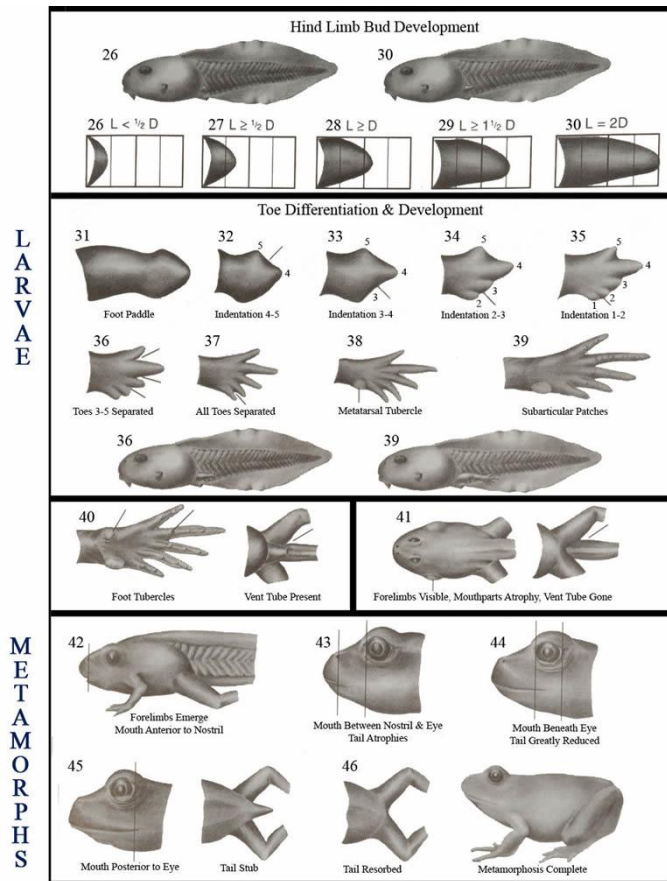 Hind Limb Bud Development
26
30
26 L < ½ D
27 L ≥ ½ D
28 L ≥ D
29 L ≥ 1½ D
30 L = 2D
LARVAE
Toe Differentiation & Development
31
32
33
34
35
5
4
5
4
3
5
4
3
2
5
4
3
2
1
Foot Paddle
Indentation 4-5
Indentation 3-4
Indentation 2-3
Indentation 1-2
36
37
38
39
Toes 3-5 Separated
All Toes Separated
Metatarsal Tubercle
Subarticular Patches
36
39
40
Foot Tubercles
Vent Tube Present
41
Forelimbs Visible, Mouthparts Atrophy, Vent Tube Gone
METAMORPHS
42
Forelimbs Emerge
Mouth Anterior to Nostril
43
Mouth Between Nostril & Eye
Tail Atrophies
44
Mouth Beneath Eye
Tail Greatly Reduced
45
Mouth Posterior to Eye
Tail Stub
46
Tail Resorbed
Metamorphosis Complete